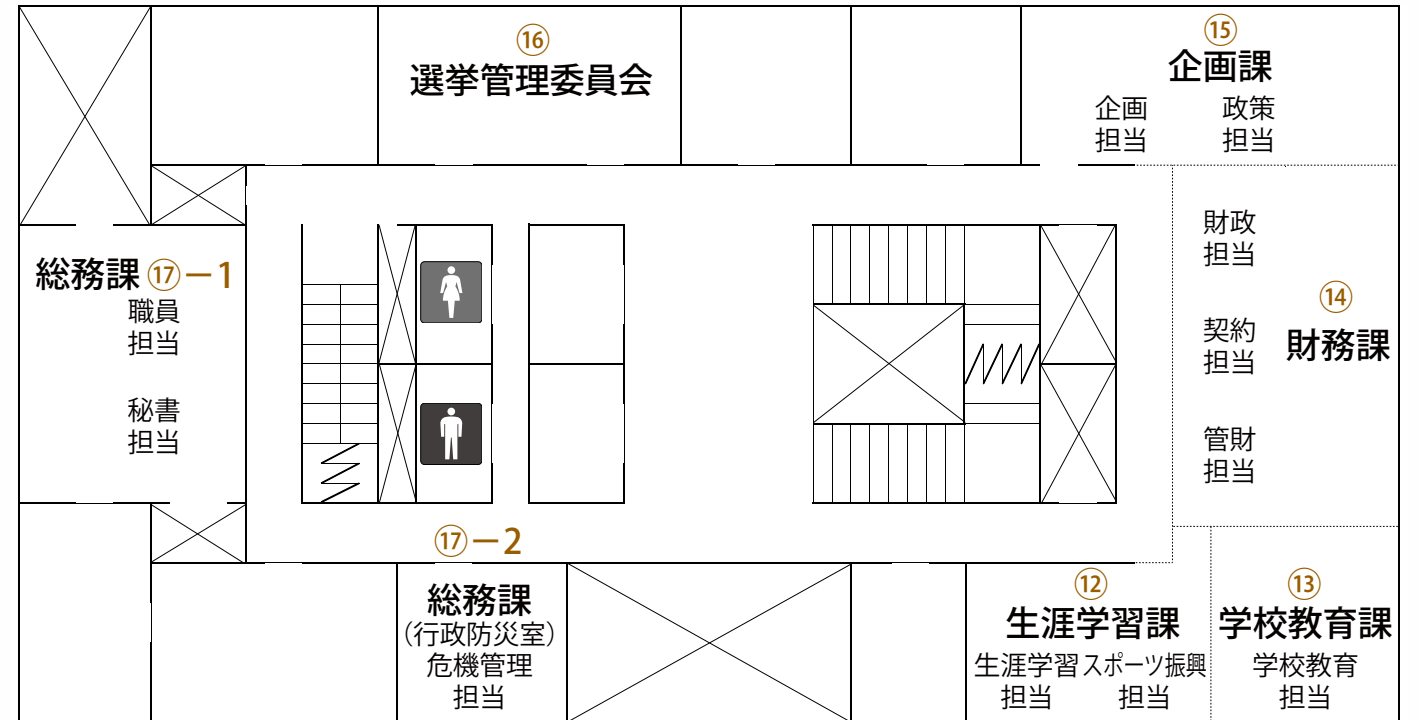 ⑯
選挙管理委員会
⑮
企画課
企画
担当
政策
担当
総務課⑰－1
職員
担当
秘書
担当
財政
担当
契約
担当
管財
担当
⑭
財務課
⑰－2
総務課
（行政防災室）
危機管理
担当
⑫
生涯学習課
生涯学習
担当
スポーツ振興
担当
⑬
学校教育課
学校教育
担当